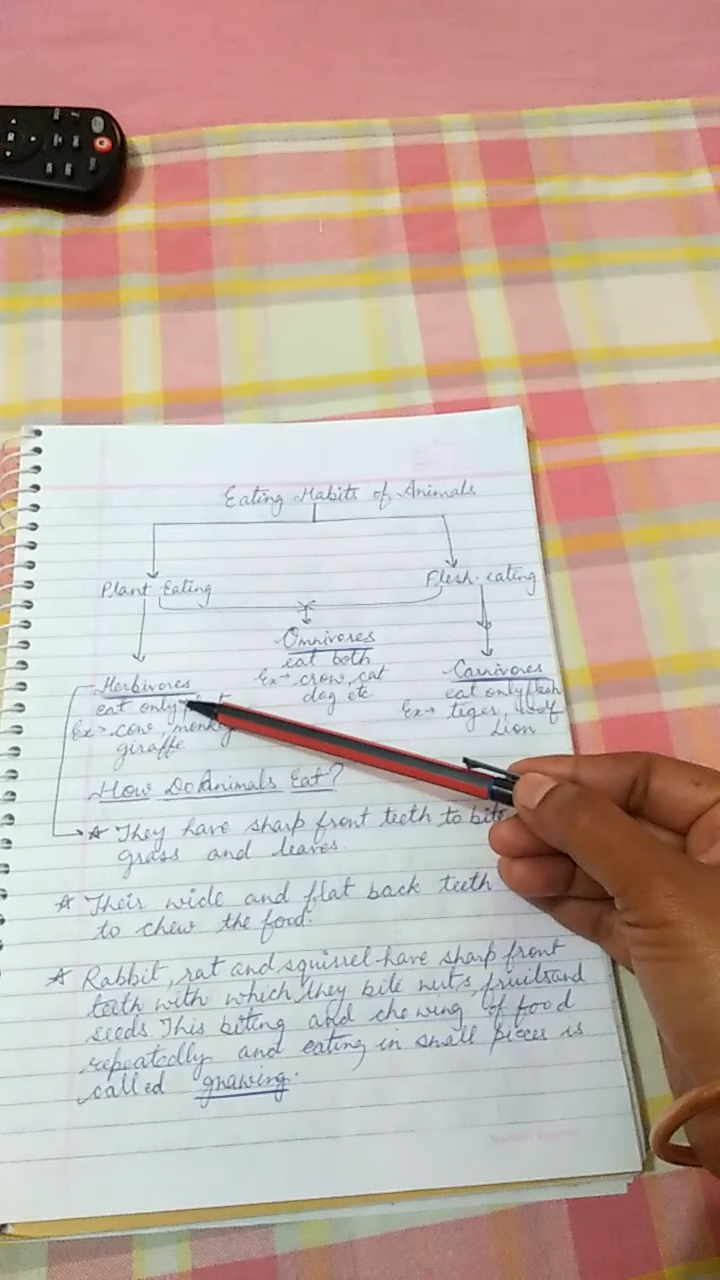 Eating Habits of Animals
Plant Eating
Flesh-eating
Omnivores
eat both
Ex→ crow, cat
dog etc
Herbivores
eat only
Ex→ cow, monkey
giraffe
Carnivores
eat only flesh
Ex→ tiger, wolf
Lion
How Do Animals Eat?
☆ They have sharp front teeth to bite
grass and leaves.
☆ Their wide and flat back teeth
to chew the food.
☆ Rabbit, rat and squirrel have sharp front
teeth with which they bite nuts, fruits and
seeds This biting and chewing of food
repeatedly and eating in small pieces is
called gnawing.